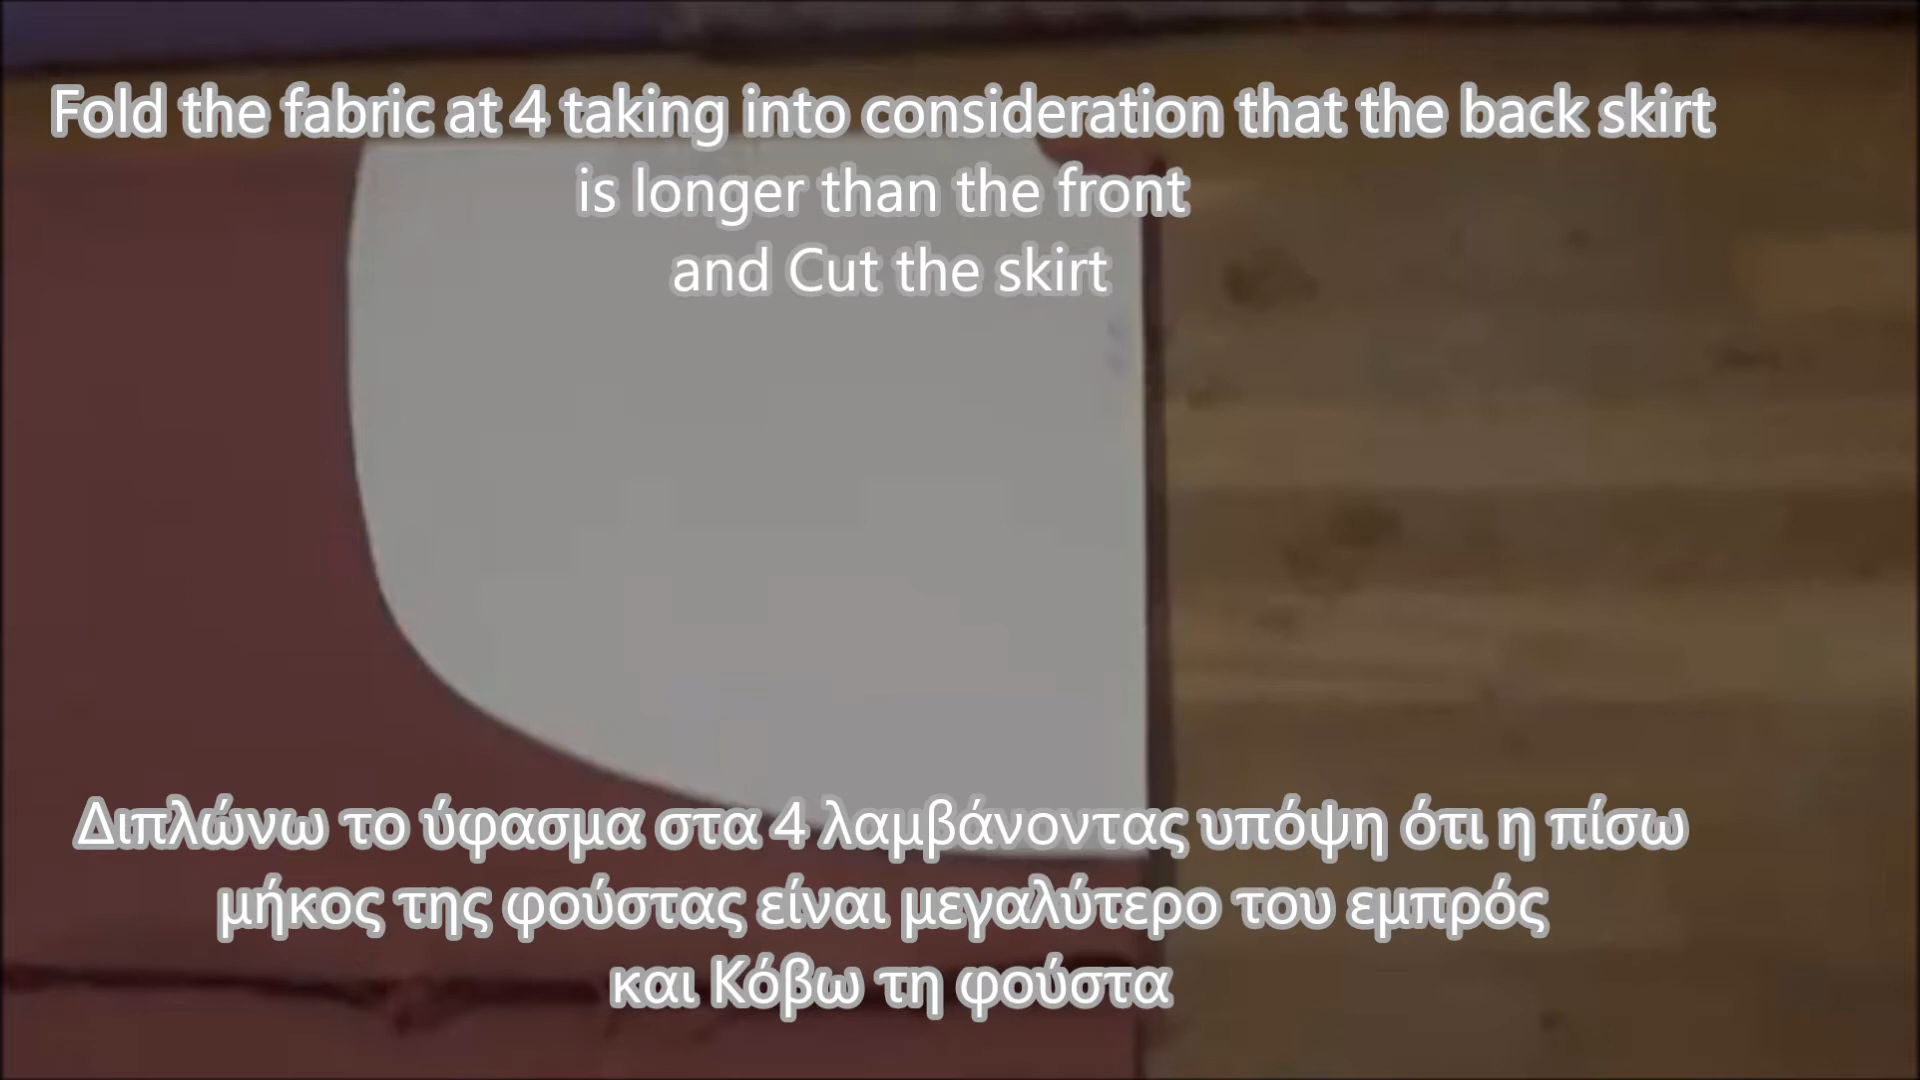 Fold the fabric at 4 taking into consideration that the back skirt
is longer than the front
and Cut the skirt
Διπλώνω το ύφασμα στα 4 λαμβάνοντας υπόψη ότι η πίσω
μήκος της φούστας είναι μεγαλύτερο του εμπρός
και Κόβω τη φούστα